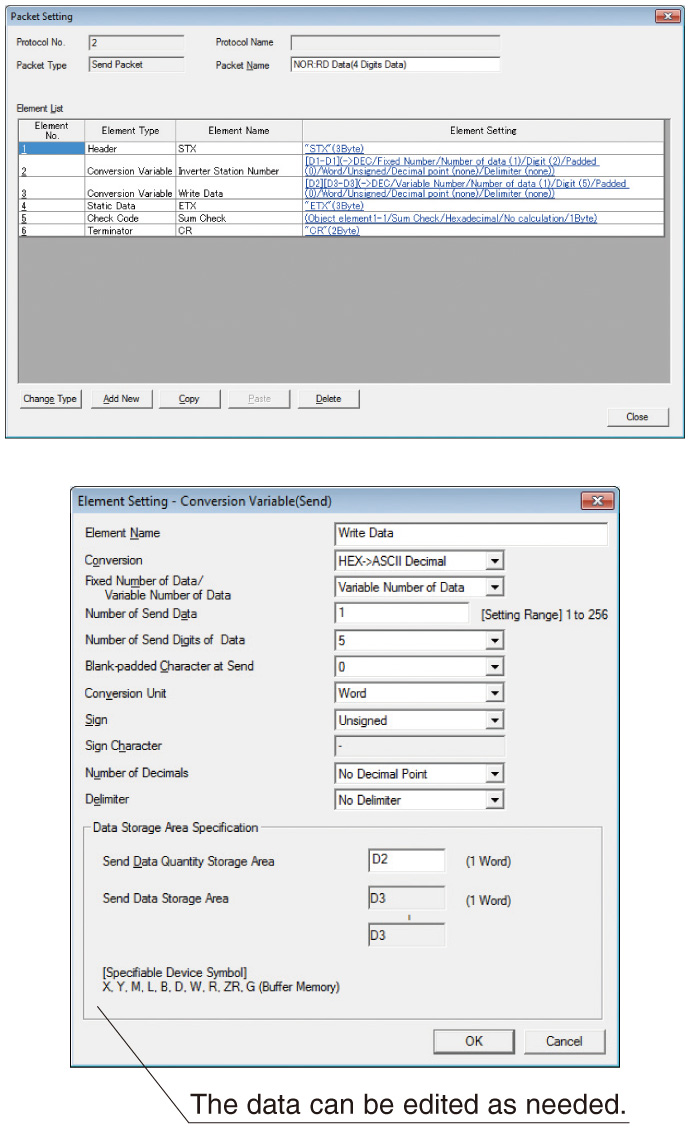 Packet Setting
Protocol No. 2 Protocol Name
Packet Type Send Packet Packet Name NOR:RD Data(4 Digits Data)
Element List
Element No. Element Type Element Name Element Setting
1 Header STX "STX"(3Byte)
2 Conversion Variable Inverter Station Number [D1-D1](->DEC/Fixed Number/Number of data (1)/Digit (2)/Padded
(0)/Word/Unsigned/Decimal point (none)/Delimiter (none))
3 Conversion Variable Write Data [D2][D3-D3](->DEC/Variable Number/Number of data (1)/Digit (5)/Padded
(0)/Word/Unsigned/Decimal point (none)/Delimiter (none))
4 Static Data ETX "ETX"(3Byte)
5 Check Code Sum Check (Object element1-1/Sum Check/Hexadecimal/No calculation/1Byte)
6 Terminator CR "CR"(2Byte)
Change Type Add New Copy Paste Delete
Close
Element Setting - Conversion Variable(Send)
Element Name Write Data
Conversion HEX->ASCII Decimal
Fixed Number of Data/
Variable Number of Data Variable Number of Data
Number of Send Data 1 [Setting Range] 1 to 256
Number of Send Digits of Data 5
Blank-padded Character at Send 0
Conversion Unit Word
Sign Unsigned
Sign Character -
Number of Decimals No Decimal Point
Delimiter No Delimiter
Data Storage Area Specification
Send Data Quantity Storage Area D2 (1 Word)
Send Data Storage Area D3 (1 Word)
D3
[Specifiable Device Symbol]
X, Y, M, L, B, D, W, R, ZR, G (Buffer Memory)
OK Cancel
The data can be edited as needed.